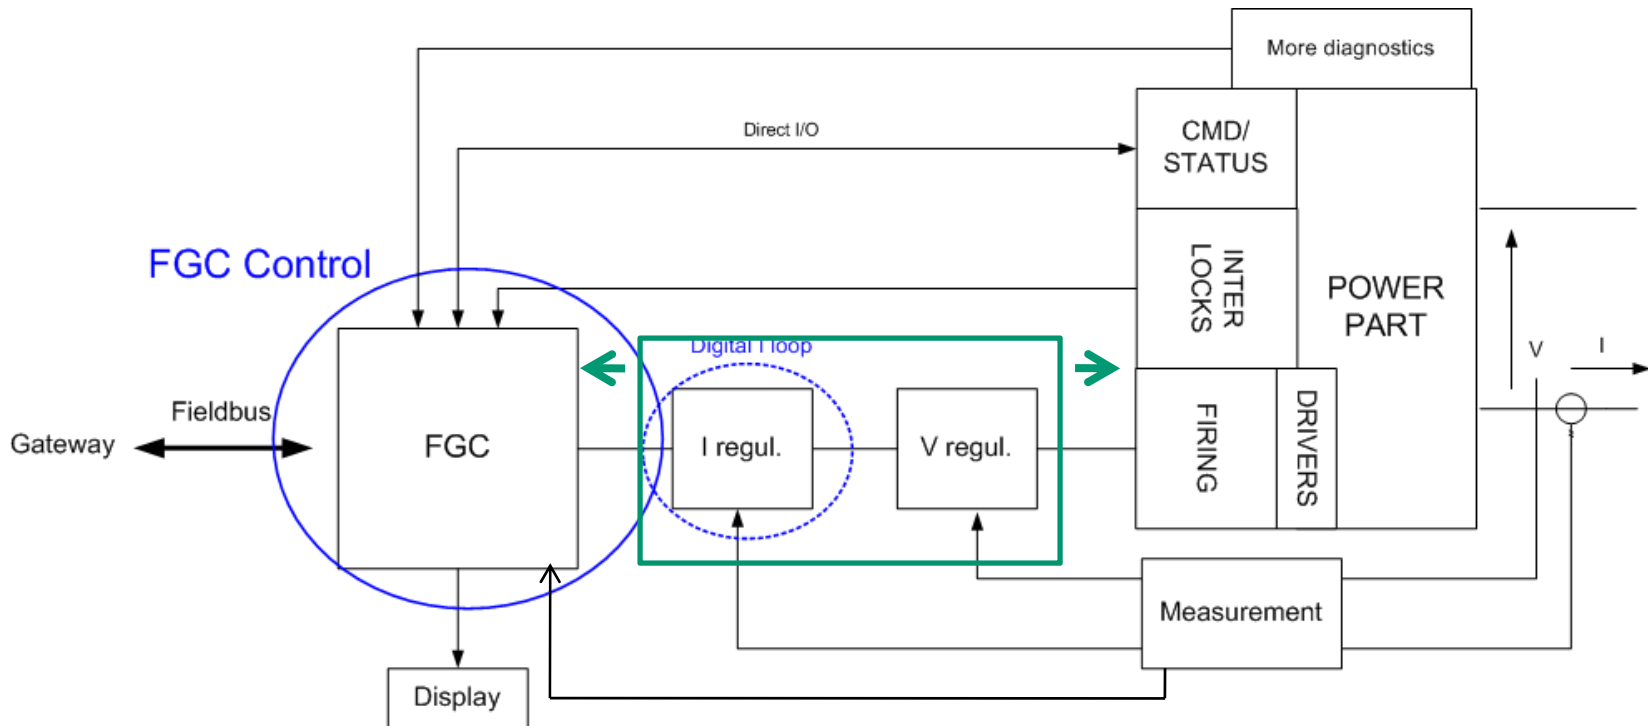 More diagnostics
Direct I/O
CMD/
STATUS
FGC Control
INTER
LOCKS
POWER
PART
Digital I loop
V
I
Fieldbus
Gateway
FGC
I regul.
V regul.
FIRING
DRIVERS
Measurement
Display